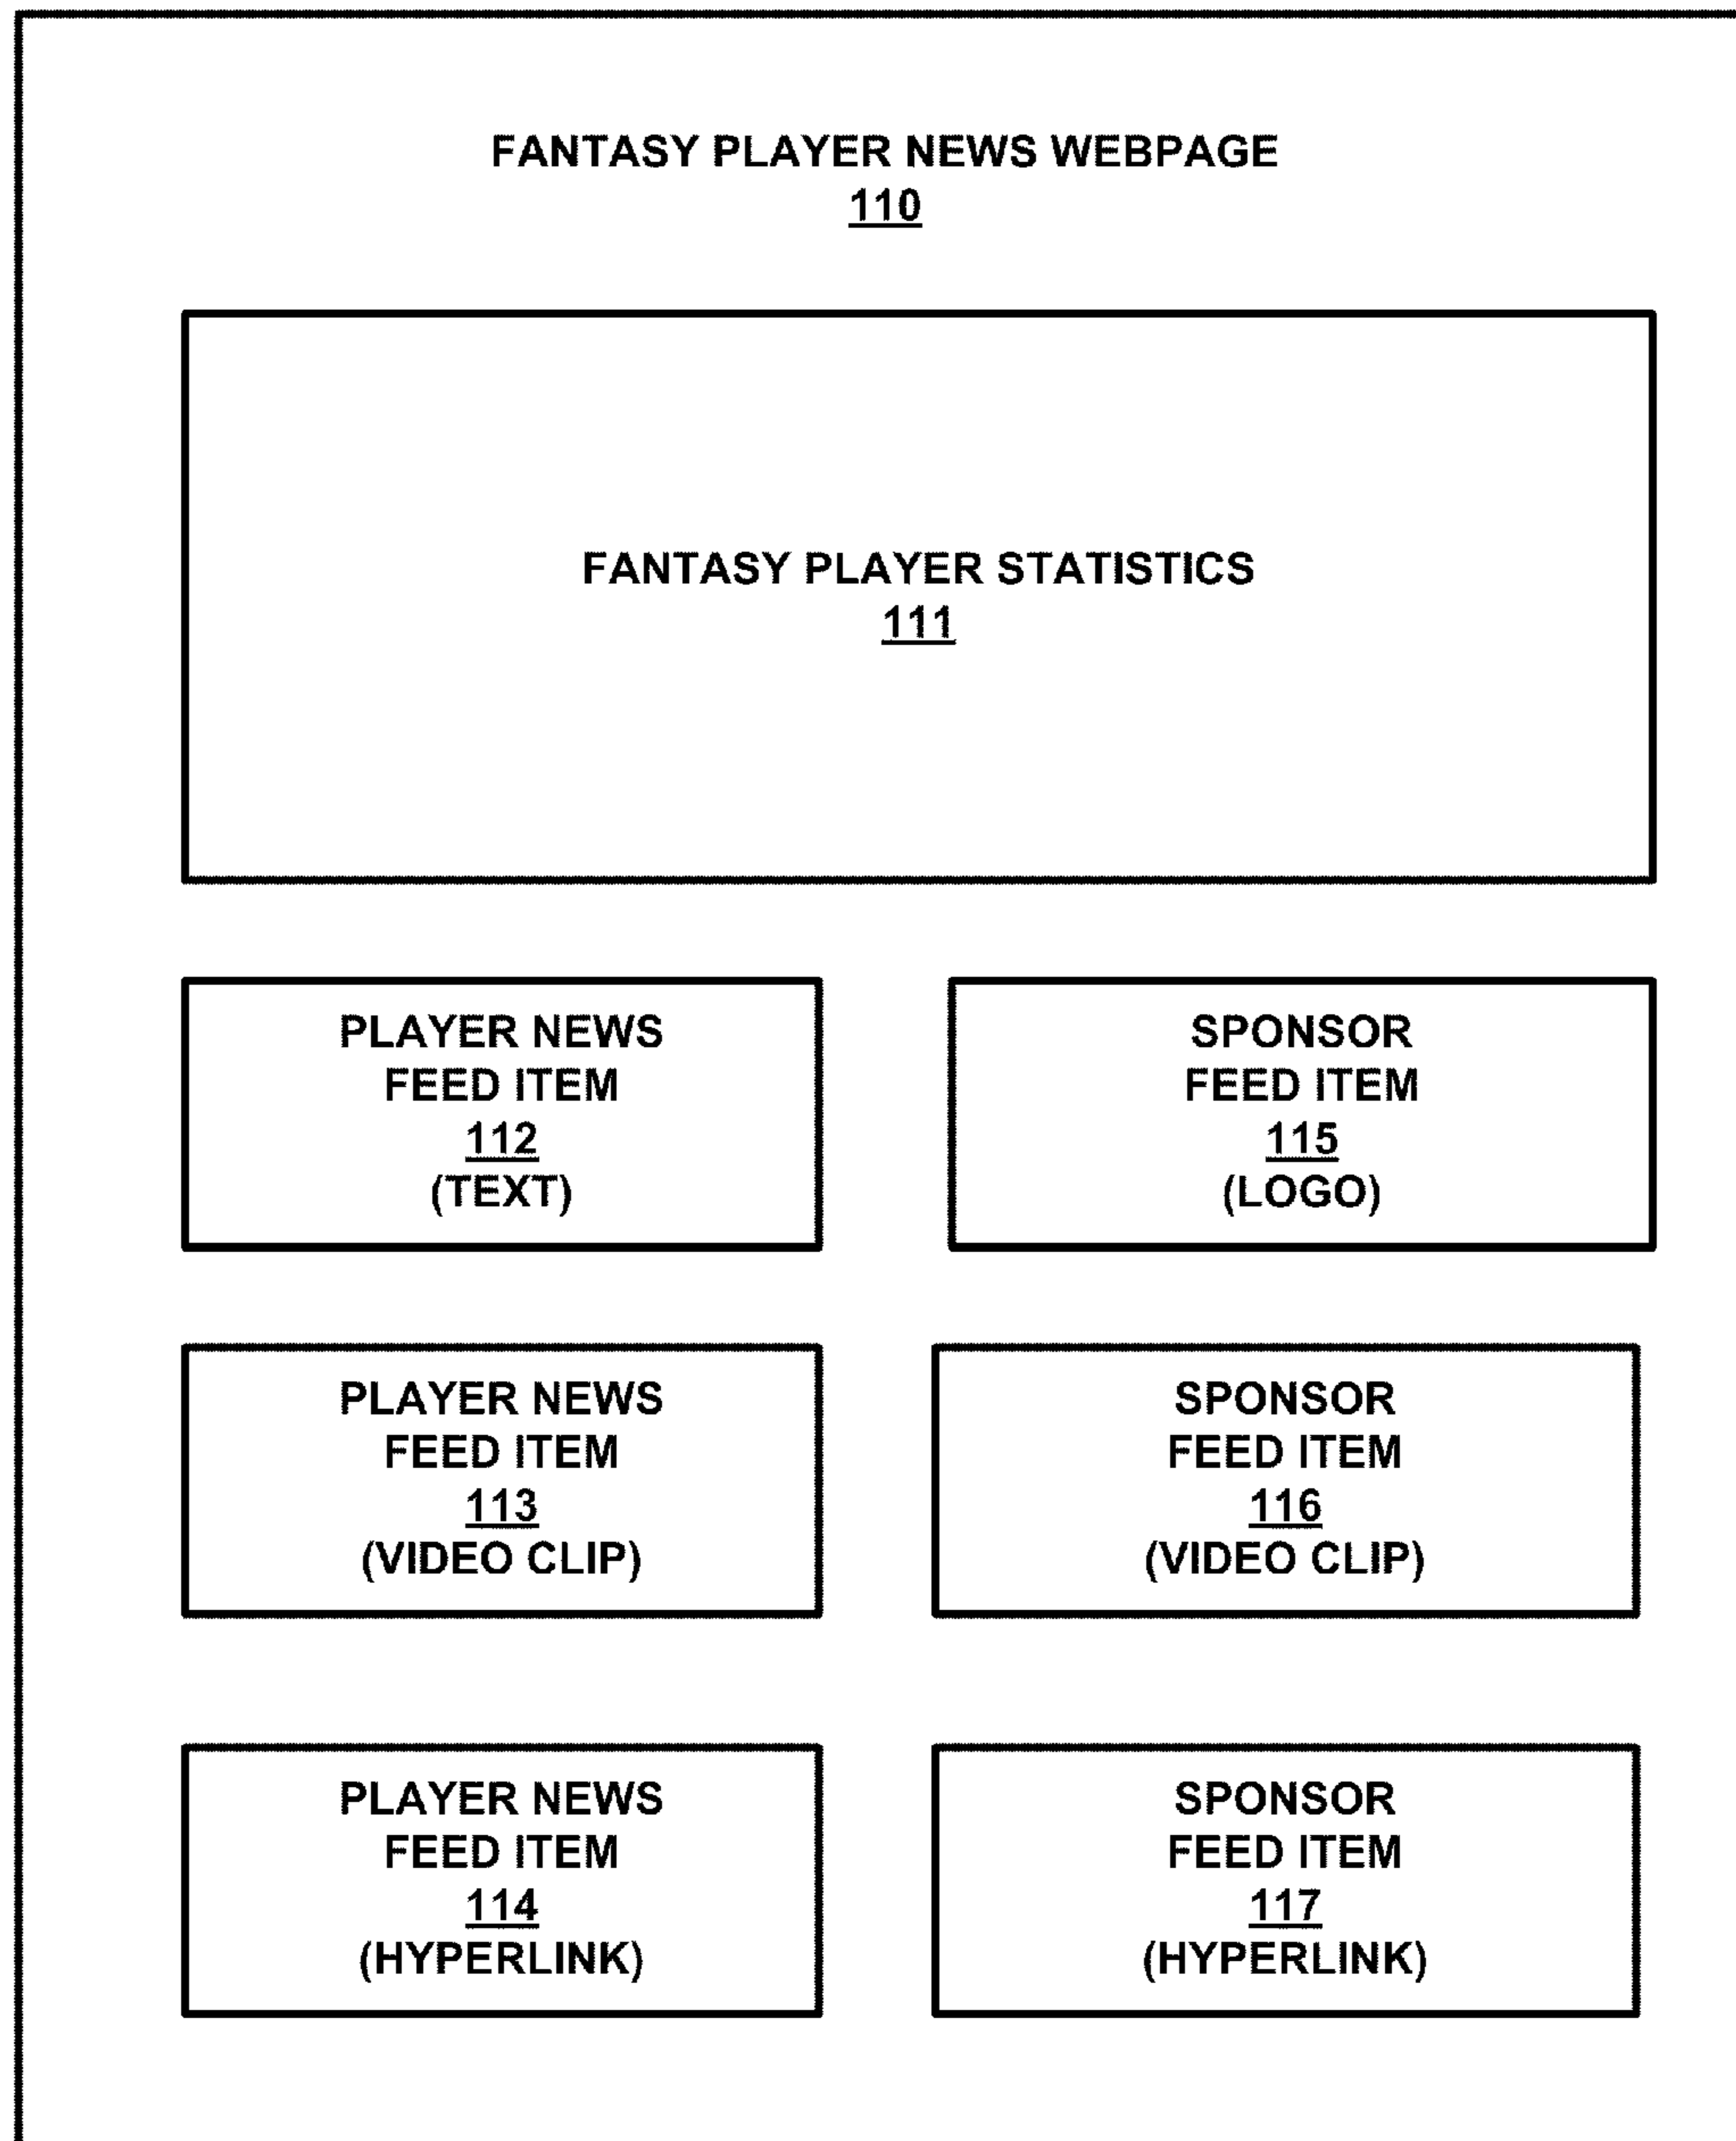 FANTASY PLAYER NEWS WEBPAGE
110
FANTASY PLAYER STATISTICS
111
PLAYER NEWS
FEED ITEM
112
(TEXT)
SPONSOR
FEED ITEM
115
(LOGO)
PLAYER NEWS
FEED ITEM
113
(VIDEO CLIP)
SPONSOR
FEED ITEM
116
(VIDEO CLIP)
PLAYER NEWS
FEED ITEM
114
(HYPERLINK)
SPONSOR
FEED ITEM
117
(HYPERLINK)